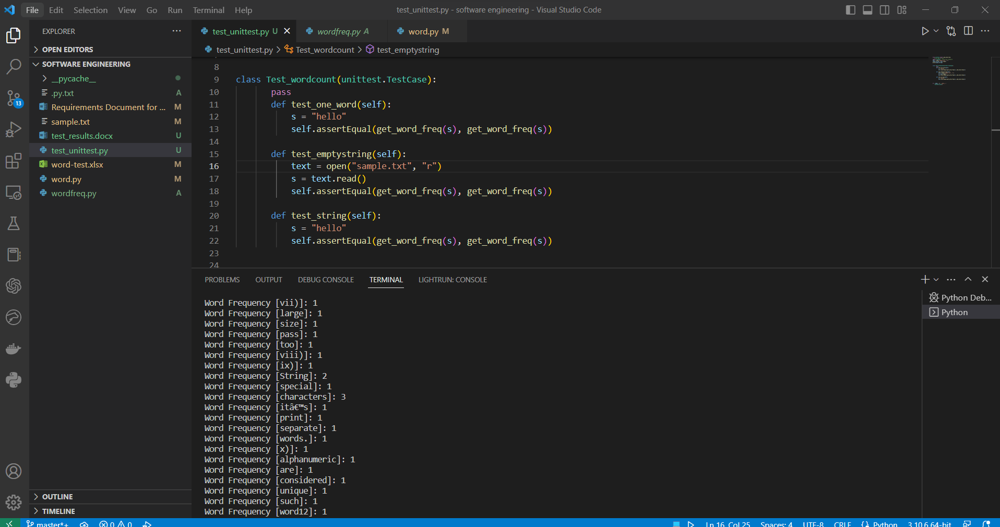 File Edit Selection View Go Run Terminal Help
test_unittest.py - software engineering - Visual Studio Code
EXPLORER
OPEN EDITORS
SOFTWARE ENGINEERING
__pycache__
.py.txt A
Requirements Document for ... M
sample.txt M
test_results.docx U
test_unittest.py U
word-test.xlsx M
word.py M
wordfreq.py A
OUTLINE
TIMELINE
13
test_unittest.py U
wordfreq.py A
word.py M
test_unittest.py > Test_wordcount > test_emptystring
8
9 class Test_wordcount(unittest.TestCase):
10 pass
11 def test_one_word(self):
12 s = "hello"
13 self.assertEqual(get_word_freq(s), get_word_freq(s))
14
15 def test_emptystring(self):
16 text = open("sample.txt", "r")
17 s = text.read()
18 self.assertEqual(get_word_freq(s), get_word_freq(s))
19
20 def test_string(self):
21 s = "hello"
22 self.assertEqual(get_word_freq(s), get_word_freq(s))
23
24
PROBLEMS OUTPUT DEBUG CONSOLE TERMINAL LIGHTRUN: CONSOLE
Word Frequency [vii)]: 1
Word Frequency [large]: 1
Word Frequency [size]: 1
Word Frequency [pass]: 1
Word Frequency [too]: 1
Word Frequency [viii)]: 1
Word Frequency [ix)]: 1
Word Frequency [String]: 2
Word Frequency [special]: 1
Word Frequency [characters]: 3
Word Frequency [itâ€™s]: 1
Word Frequency [print]: 1
Word Frequency [separate]: 1
Word Frequency [words.]: 1
Word Frequency [x)]: 1
Word Frequency [alphanumeric]: 1
Word Frequency [are]: 1
Word Frequency [considered]: 1
Word Frequency [unique]: 1
Word Frequency [such]: 1
Word Frequency [word12]: 1
Python Deb...
Python
master*+ 0 0 Ln 16, Col 25 Spaces: 4 UTF-8 CRLF Python 3.10.6 64-bit